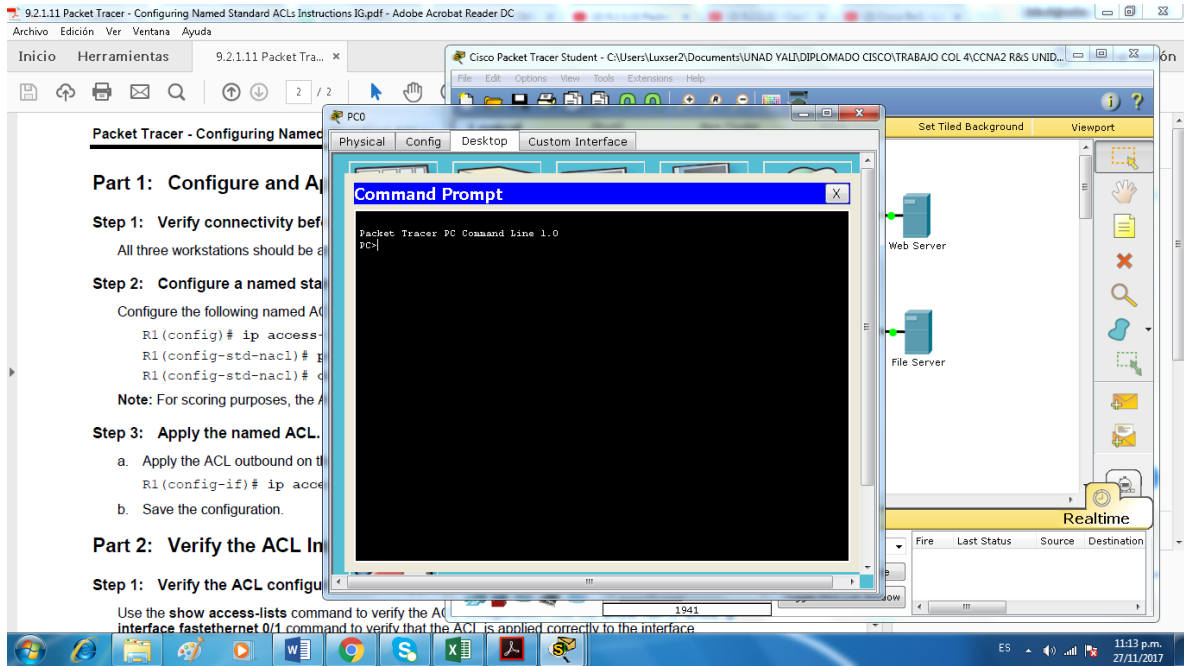 9.2.1.11 Packet Tracer - Configuring Named Standard ACLs Instructions IG.pdf - Adobe Acrobat Reader DC
Archivo Edición Ver Ventana Ayuda
Inicio Herramientas 9.2.1.11 Packet Tra... ×
2 / 2
Packet Tracer - Configuring Named
Part 1: Configure and Ap
Step 1: Verify connectivity befo
All three workstations should be a
Step 2: Configure a named sta
Configure the following named AC
R1(config)# ip access-
R1(config-std-nacl)# p
R1(config-std-nacl)# d
Note: For scoring purposes, the A
Step 3: Apply the named ACL.
a. Apply the ACL outbound on th
R1(config-if)# ip acce
b. Save the configuration.
Part 2: Verify the ACL Im
Step 1: Verify the ACL configu
Use the show access-lists command to verify the AC
interface fastethernet 0/1 command to verify that the ACL is applied correctly to the interface
Cisco Packet Tracer Student - C:\Users\Luxser2\Documents\UNAD YALI\DIPLOMADO CISCO\TRABAJO COL 4\CCNA2 R&S UNID...
File Edit Options View Tools Extensions Help
Set Tiled Background Viewport
PC0
Physical Config Desktop Custom Interface
Command Prompt X
Packet Tracer PC Command Line 1.0
PC>
Web Server
File Server
Realtime
Fire Last Status Source Destination
1941
ón
ES 11:13 p.m.
27/11/2017